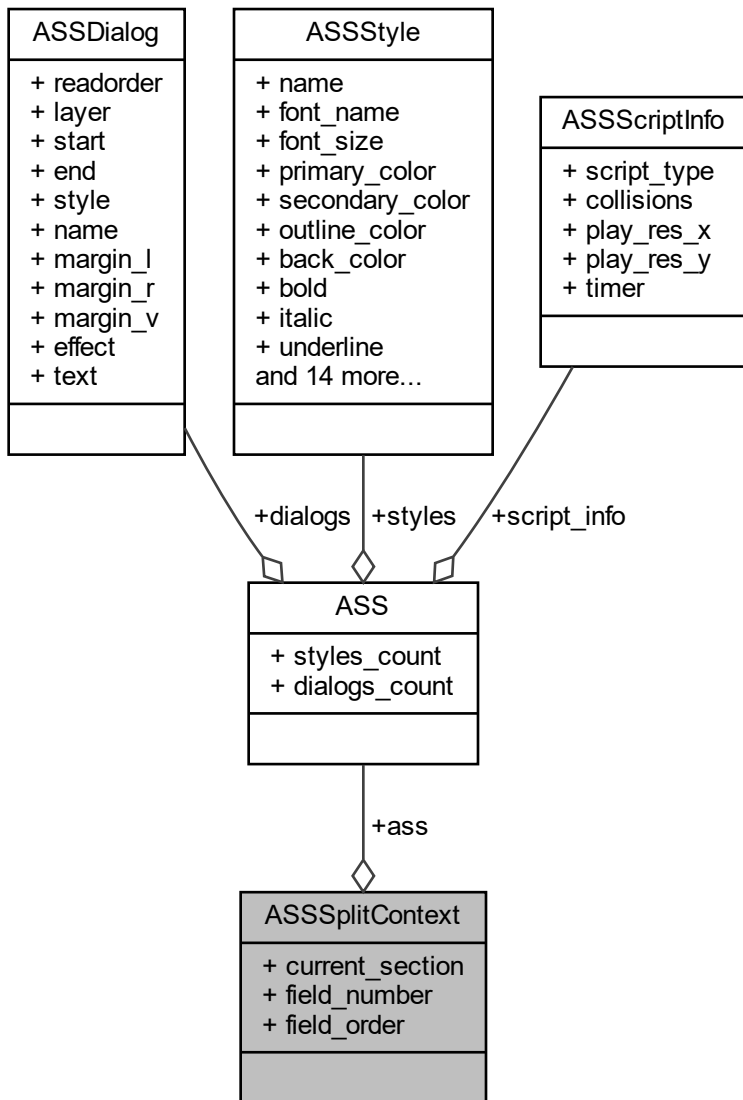 ASSDialog
+ readorder
+ layer
+ start
+ end
+ style
+ name
+ margin_l
+ margin_r
+ margin_v
+ effect
+ text
ASSStyle
+ name
+ font_name
+ font_size
+ primary_color
+ secondary_color
+ outline_color
+ back_color
+ bold
+ italic
+ underline
and 14 more...
ASSScriptInfo
+ script_type
+ collisions
+ play_res_x
+ play_res_y
+ timer
+dialogs
+styles
+script_info
ASS
+ styles_count
+ dialogs_count
+ass
ASSSplitContext
+ current_section
+ field_number
+ field_order